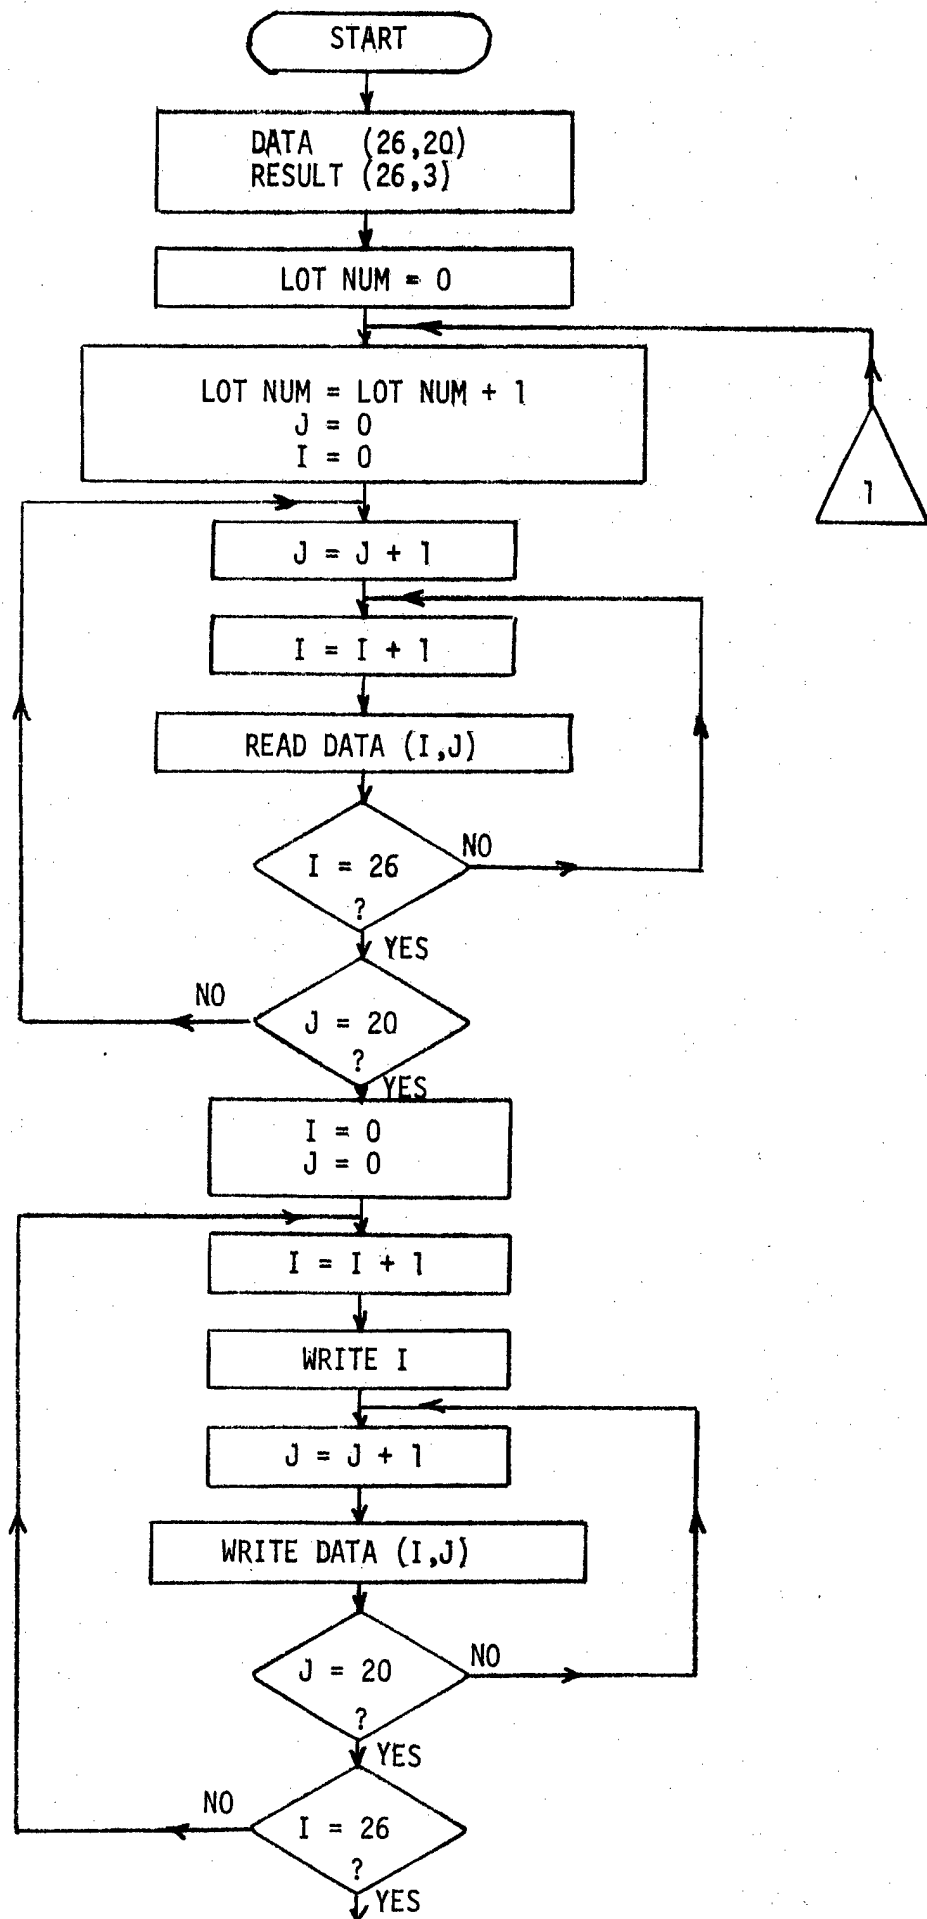 START
DATA (26,20)
RESULT (26,3)
LOT NUM = 0
LOT NUM = LOT NUM + 1
J = 0
I = 0
1
J = J + 1
I = I + 1
READ DATA (I,J)
I = 26
?
NO
YES
J = 20
?
NO
YES
I = 0
J = 0
I = I + 1
WRITE I
J = J + 1
WRITE DATA (I,J)
J = 20
?
NO
YES
I = 26
?
NO
YES